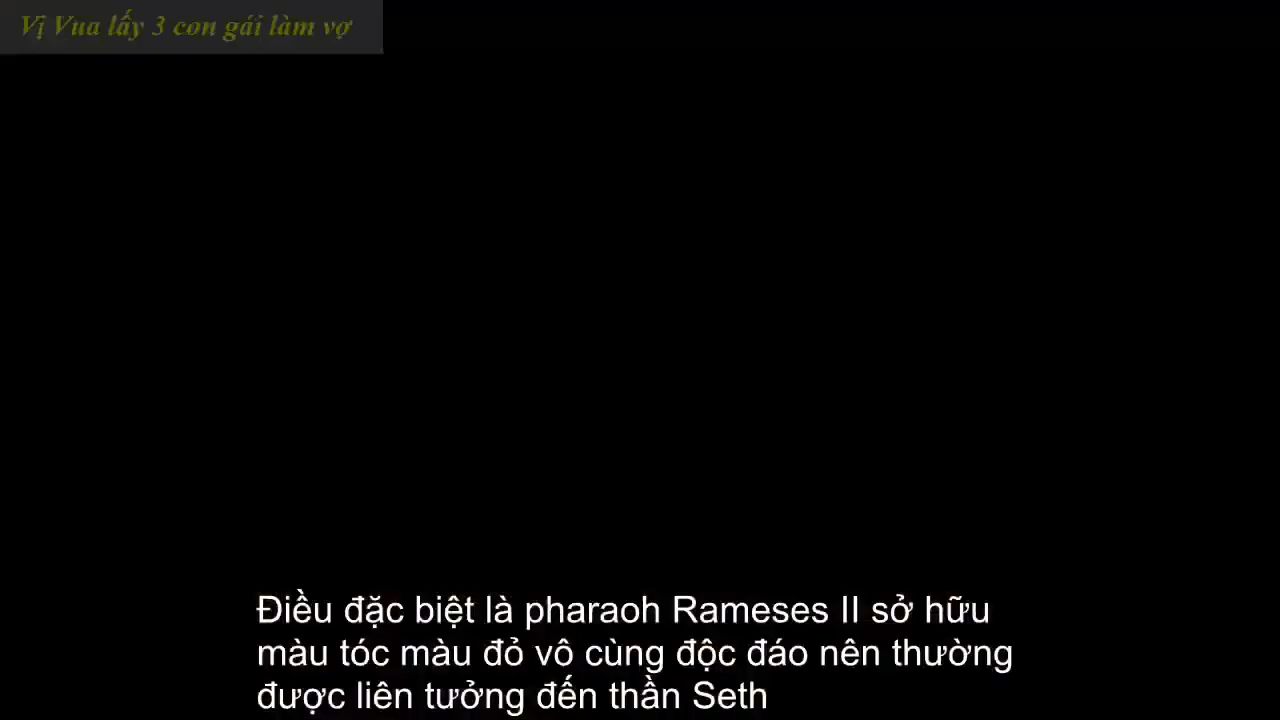 Vị Vua lấy 3 con gái làm vợ
Điều đặc biệt là pharaoh Rameses II sở hữu
màu tóc màu đỏ vô cùng độc đáo nên thường
được liên tưởng đến thần Seth